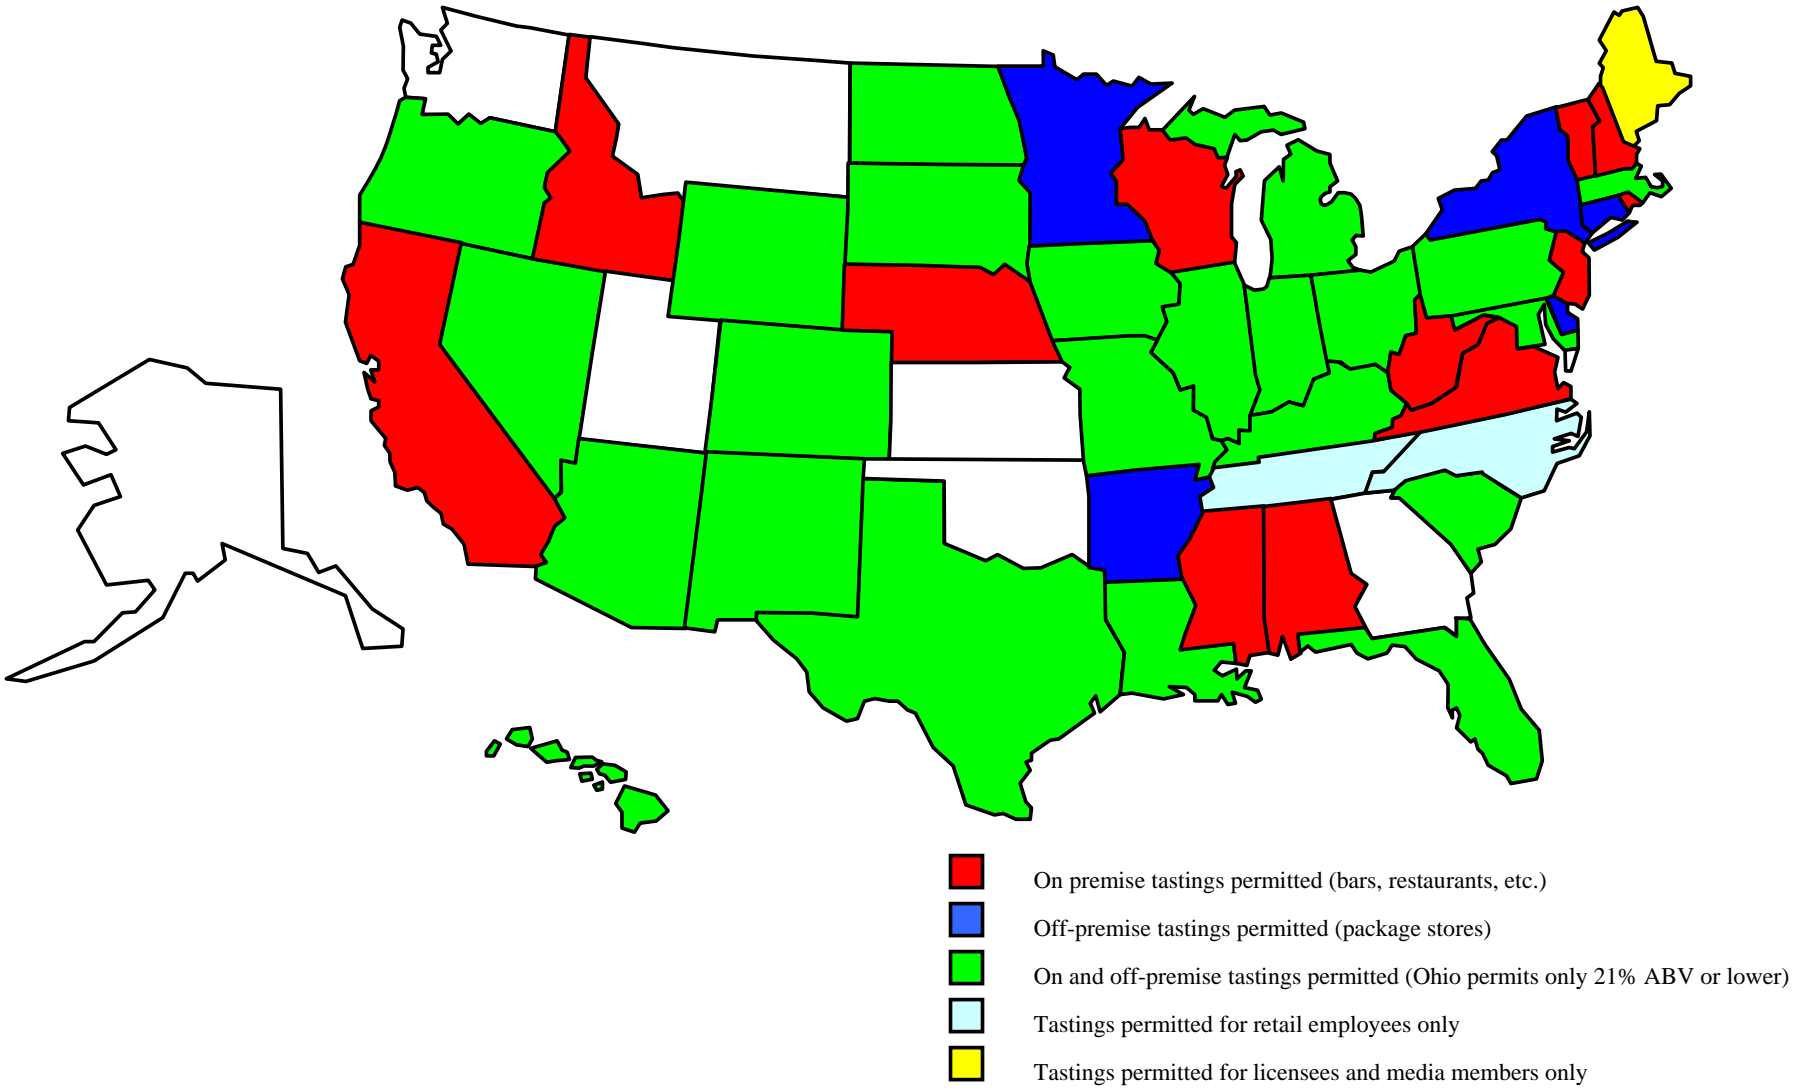 On premise tastings permitted (bars, restaurants, etc.)
Off-premise tastings permitted (package stores)
On and off-premise tastings permitted (Ohio permits only 21% ABV or lower)
Tastings permitted for retail employees only
Tastings permitted for licensees and media members only